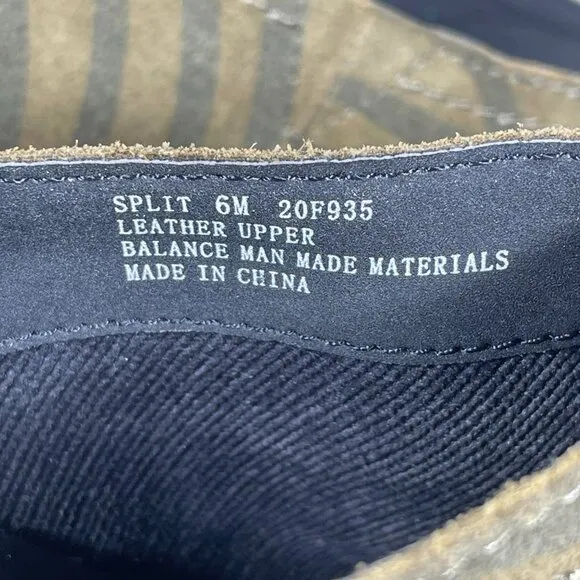 SPLIT 6M 20F935
LEATHER UPPER
BALANCE MAN MADE MATERIALS
MADE IN CHINA